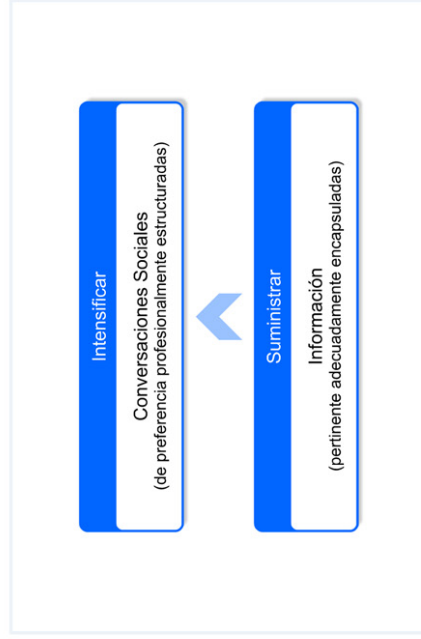 Intensificar
Conversaciones Sociales
(de preferencia profesionalmente estructuradas)
Suministrar
Información
(pertinente adecuadamente encapsuladas)